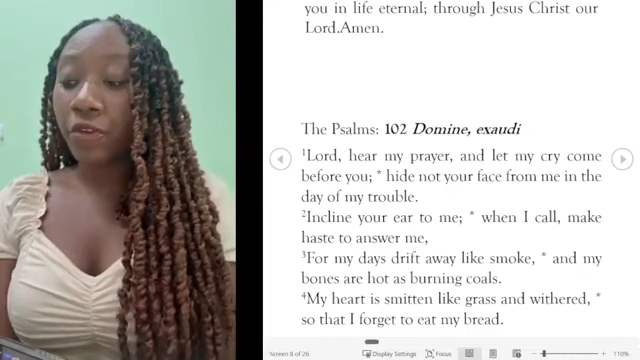 you in life eternal; through Jesus Christ our
Lord.Amen.
The Psalms: 102 Domine, exaudi
1Lord, hear my prayer, and let my cry come
before you; * hide not your face from me in the
day of my trouble.
2Incline your ear to me; * when I call, make
haste to answer me,
3For my days drift away like smoke, * and my
bones are hot as burning coals.
4My heart is smitten like grass and withered, *
so that I forget to eat my bread.
Screen 8 of 26 Display Settings Focus 110%